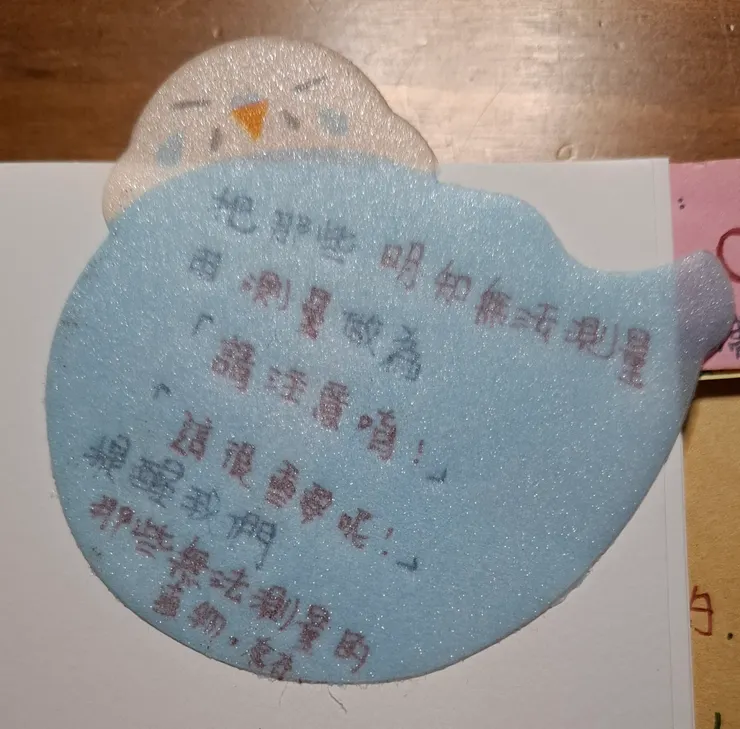 把那些 明知無法測量
而 測量做為
「請注意唷!」
「這很重要呢!」
提醒我們
那些無法測量的
事物,